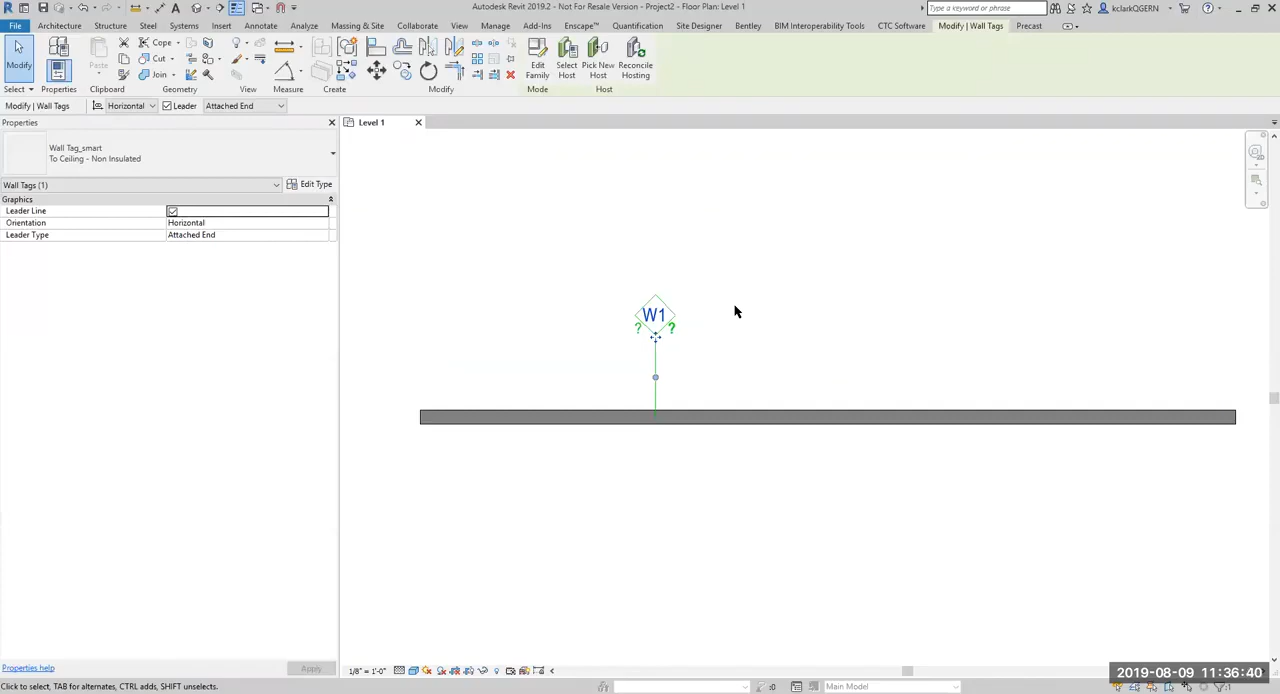 Autodesk Revit 2019.2 - Not For Resale Version - Project2 - Floor Plan: Level 1
Type a keyword or phrase
kclarkQGERN
File Architecture Structure Steel Systems Insert Annotate Analyze Massing & Site Collaborate View Manage Add-Ins Enscape™ Quantification Site Designer Bentley BIM Interoperability Tools CTC Software Modify | Wall Tags Precast
Modify
Paste
Cope
Cut
Join
Edit Family
Select Host
Pick New Host
Reconcile Hosting
Select Properties Clipboard Geometry View Measure Create Modify Mode Host
Modify | Wall Tags Horizontal Leader Attached End
Properties
Level 1
Wall Tag_smart
To Ceiling - Non Insulated
Wall Tags (1) Edit Type
Graphics
Leader Line
Orientation Horizontal
Leader Type Attached End
W1
? ?
Properties help Apply
1/8" = 1'-0"
2019-08-09 11:36:40
Click to select, TAB for alternates, CTRL adds, SHIFT unselects.
:0
Main Model